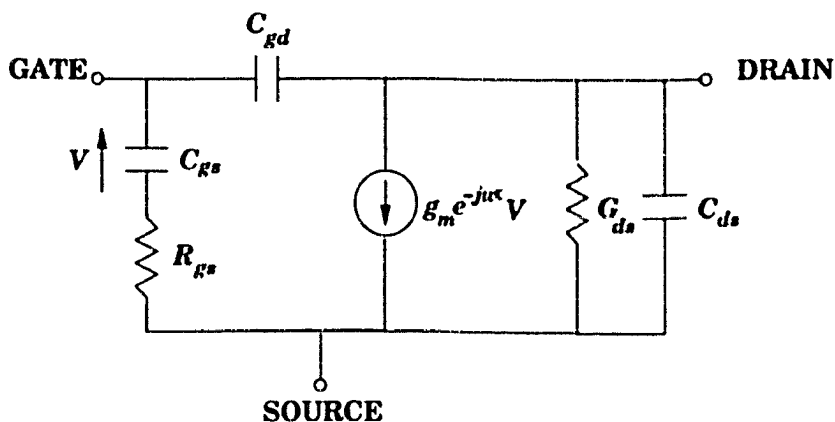 C_gd
GATE
DRAIN
V
C_gs
g_m e^-jωτ V
G_ds
C_ds
R_gs
SOURCE